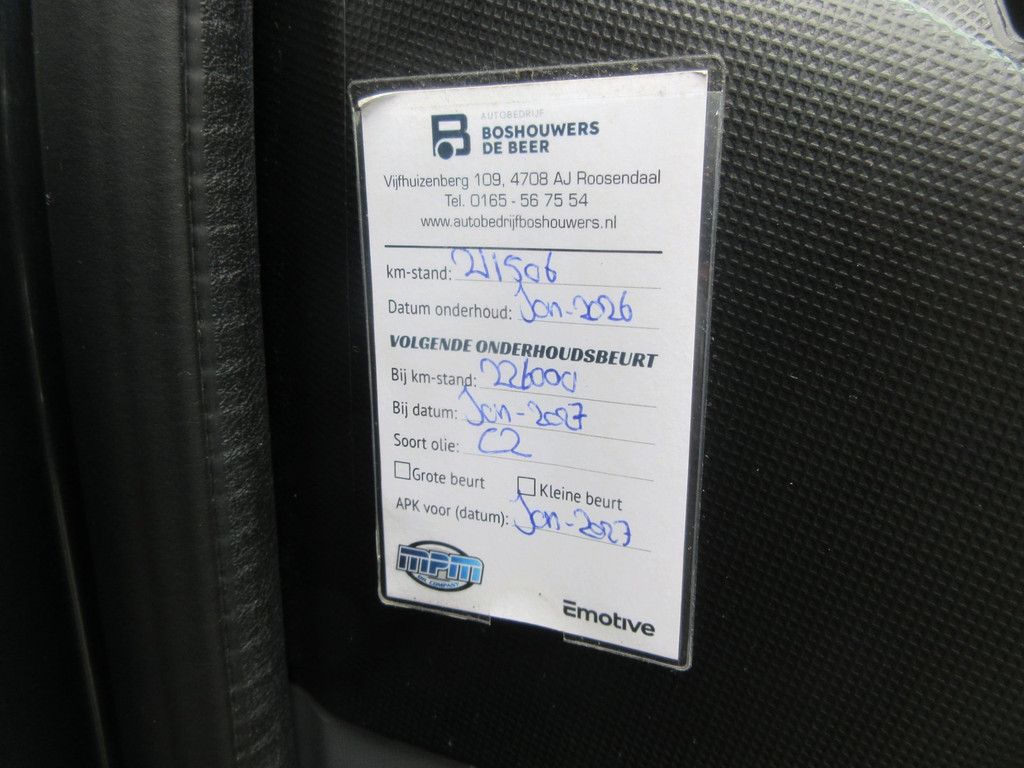 AUTOBEDRIJF
BOSHOUWERS
DE BEER
Vijfhuizenberg 109, 4708 AJ Roosendaal
Tel. 0165 - 56 75 54
www.autobedrijfboshouwers.nl
km-stand: 211506
Datum onderhoud: Jan-2026
VOLGENDE ONDERHOUDSBEURT
Bij km-stand: 226000
Bij datum: Jan-2027
Soort olie: C2
Grote beurt Kleine beurt
APK voor (datum): Jan-2027
MPM
OIL COMPANY
Emotive